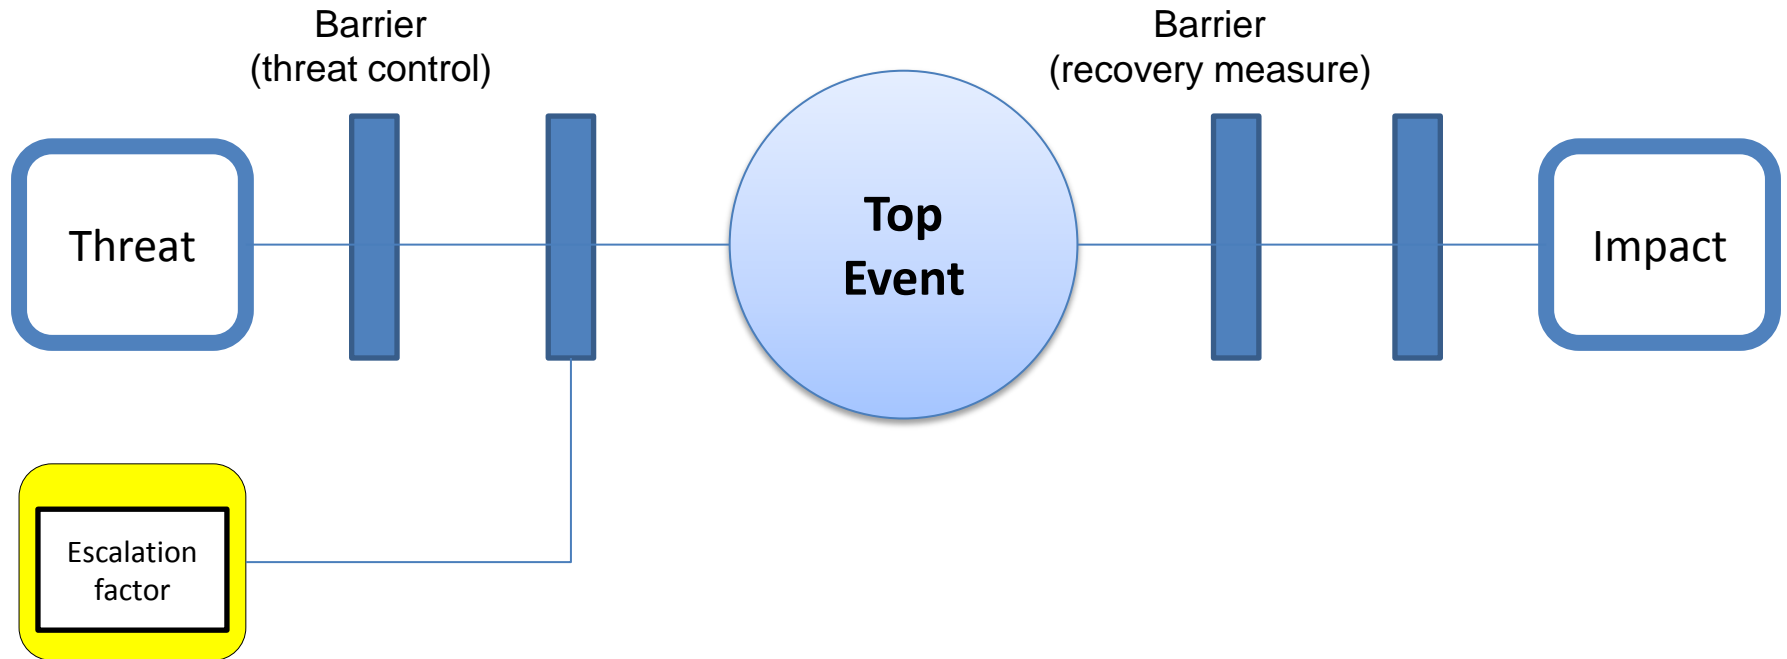 Barrier
(threat control)
Barrier
(recovery measure)
Threat
Top
Event
Impact
Escalation
factor